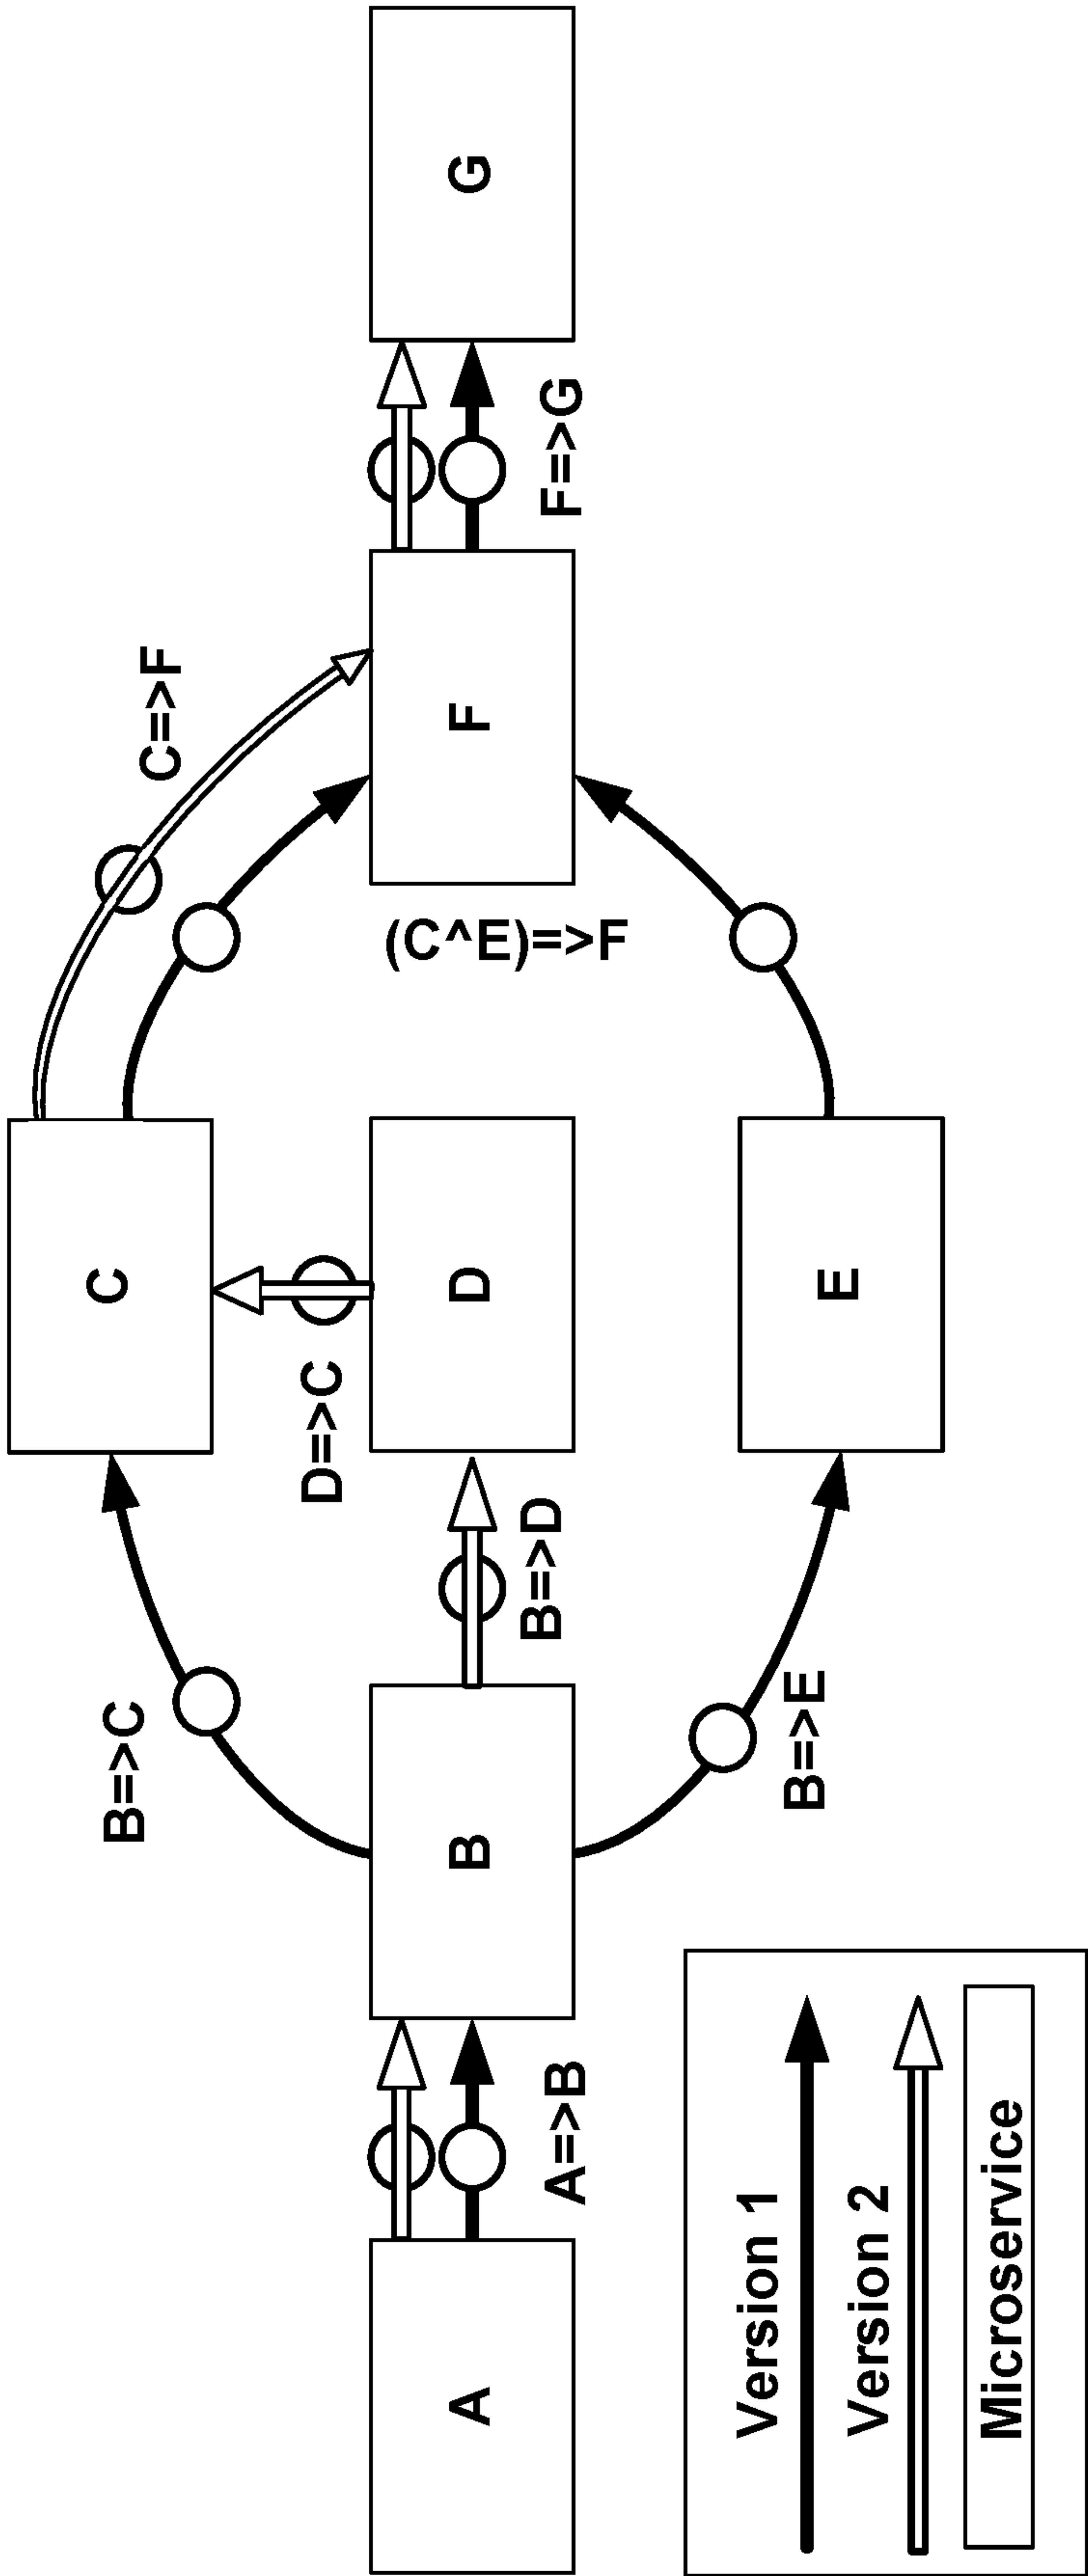 A
A=>B
B
B=>C
B=>D
B=>E
C
D=>C
D
E
C=>F
(C^E)=>F
F
F=>G
G
Version 1
Version 2
Microservice